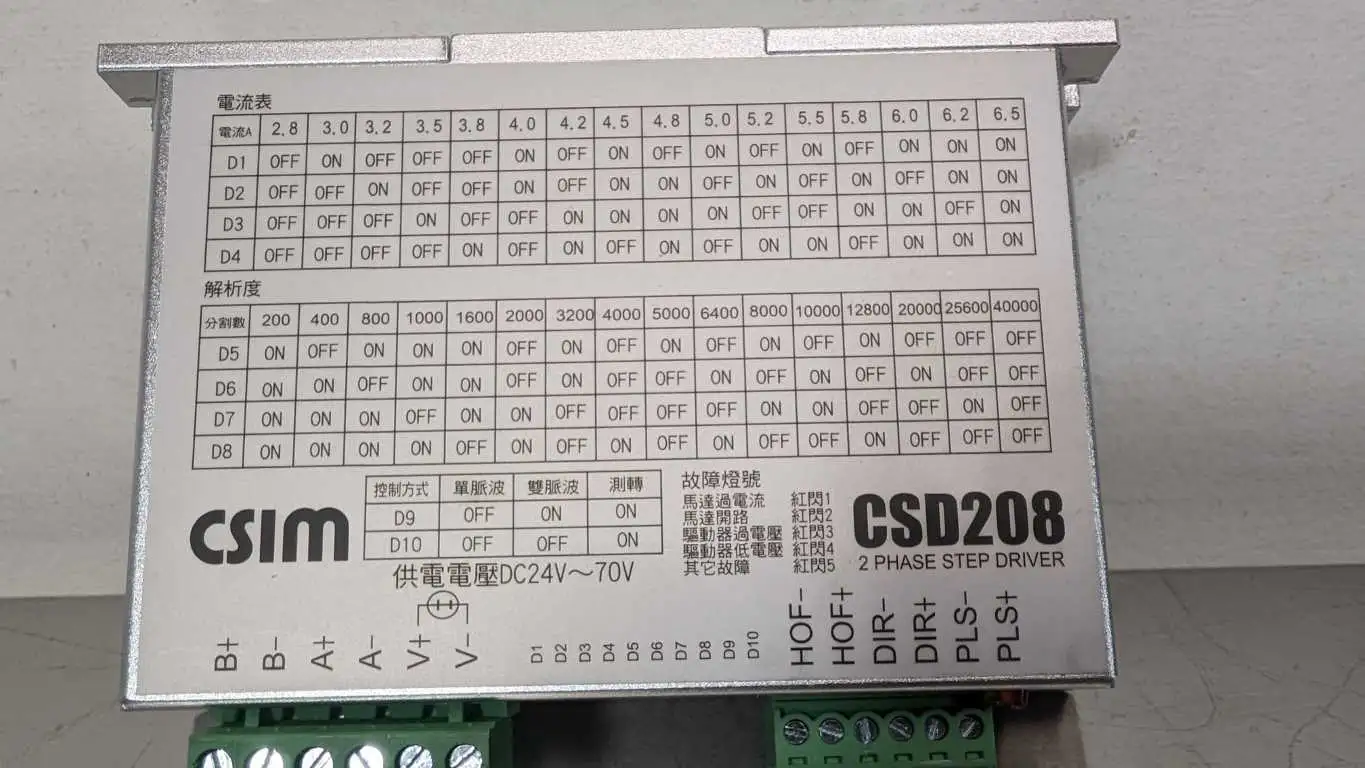 電流表
電流A 2.8 3.0 3.2 3.5 3.8 4.0 4.2 4.5 4.8 5.0 5.2 5.5 5.8 6.0 6.2 6.5
D1 OFF ON OFF OFF OFF ON OFF ON OFF ON OFF ON OFF ON ON ON
D2 OFF OFF ON OFF OFF ON OFF ON ON OFF ON OFF ON OFF ON ON
D3 OFF OFF OFF ON OFF OFF ON ON ON ON OFF OFF ON ON OFF ON
D4 OFF OFF OFF OFF ON OFF ON OFF ON OFF ON ON OFF ON ON ON
解析度
分割數 200 400 800 1000 1600 2000 3200 4000 5000 6400 8000 10000 12800 20000 25600 40000
D5 ON OFF ON ON ON OFF ON OFF ON OFF ON OFF ON OFF OFF OFF
D6 ON ON OFF ON ON OFF ON OFF ON OFF OFF ON OFF ON OFF OFF
D7 ON ON ON OFF ON ON OFF OFF OFF OFF ON ON OFF OFF ON OFF
D8 ON ON ON ON OFF OFF OFF ON OFF ON OFF OFF ON OFF OFF OFF
控制方式 單脈波 雙脈波 測轉
D9 OFF ON ON
D10 OFF OFF ON
供電電壓DC24V～70V
故障燈號
馬達過電流 紅閃1
馬達開路 紅閃2
驅動器過電壓 紅閃3
驅動器低電壓 紅閃4
其它故障 紅閃5
CSIM
CSD208
2 PHASE STEP DRIVER
B+ B- A+ A- V+ V-
D1 D2 D3 D4 D5 D6 D7 D8 D9 D10
HOF- HOF+ DIR- DIR+ PLS- PLS+